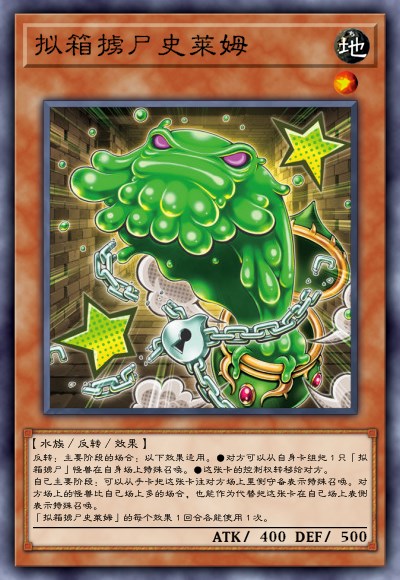 拟箱掳尸史莱姆
地
【水族／反转／效果】
反转：主要阶段的场合：以下效果适用。●对方可以从自身卡组把1只「拟
箱掳尸」怪兽在自身场上特殊召唤。●这张卡的控制权转移给对方。
自己主要阶段：可以从手卡把这张卡往对方场上里侧守备表示特殊召唤。对
方场上的怪兽比自己场上多的场合，也能作为代替把这张卡在自己场上表侧
表示特殊召唤。
「拟箱掳尸史莱姆」的每个效果1回合各能使用1次。
ATK/ 400 DEF/ 500